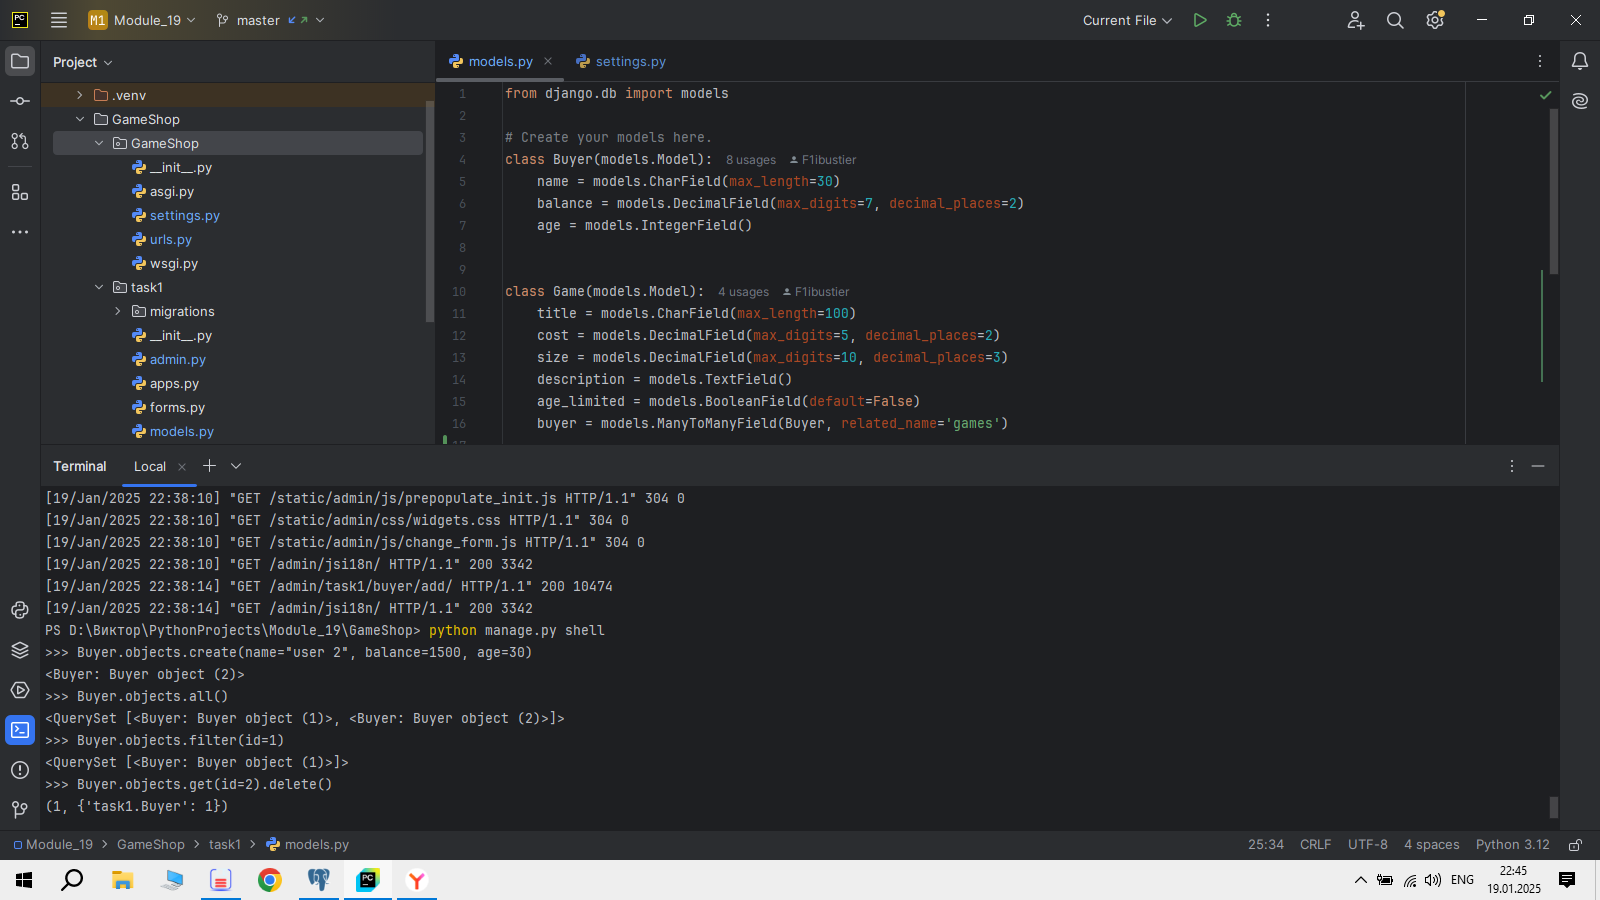 PC
M1 Module_19 master Current File
Project
models.py settings.py
.venv
GameShop
GameShop
__init__.py
asgi.py
settings.py
urls.py
wsgi.py
task1
migrations
__init__.py
admin.py
apps.py
forms.py
models.py
1 from django.db import models
2
3 # Create your models here.
4 class Buyer(models.Model): 8 usages F1ibustier
5 name = models.CharField(max_length=30)
6 balance = models.DecimalField(max_digits=7, decimal_places=2)
7 age = models.IntegerField()
8
9
10 class Game(models.Model): 4 usages F1ibustier
11 title = models.CharField(max_length=100)
12 cost = models.DecimalField(max_digits=5, decimal_places=2)
13 size = models.DecimalField(max_digits=10, decimal_places=3)
14 description = models.TextField()
15 age_limited = models.BooleanField(default=False)
16 buyer = models.ManyToManyField(Buyer, related_name='games')
17
Terminal Local
[19/Jan/2025 22:38:10] "GET /static/admin/js/prepopulate_init.js HTTP/1.1" 304 0
[19/Jan/2025 22:38:10] "GET /static/admin/css/widgets.css HTTP/1.1" 304 0
[19/Jan/2025 22:38:10] "GET /static/admin/js/change_form.js HTTP/1.1" 304 0
[19/Jan/2025 22:38:10] "GET /admin/jsi18n/ HTTP/1.1" 200 3342
[19/Jan/2025 22:38:14] "GET /admin/task1/buyer/add/ HTTP/1.1" 200 10474
[19/Jan/2025 22:38:14] "GET /admin/jsi18n/ HTTP/1.1" 200 3342
PS D:\Виктор\PythonProjects\Module_19\GameShop> python manage.py shell
>>> Buyer.objects.create(name="user 2", balance=1500, age=30)
<Buyer: Buyer object (2)>
>>> Buyer.objects.all()
<QuerySet [<Buyer: Buyer object (1)>, <Buyer: Buyer object (2)>]>
>>> Buyer.objects.filter(id=1)
<QuerySet [<Buyer: Buyer object (1)>]>
>>> Buyer.objects.get(id=2).delete()
(1, {'task1.Buyer': 1})
Module_19 > GameShop > task1 > models.py 25:34 CRLF UTF-8 4 spaces Python 3.12
PC ENG 22:45
19.01.2025